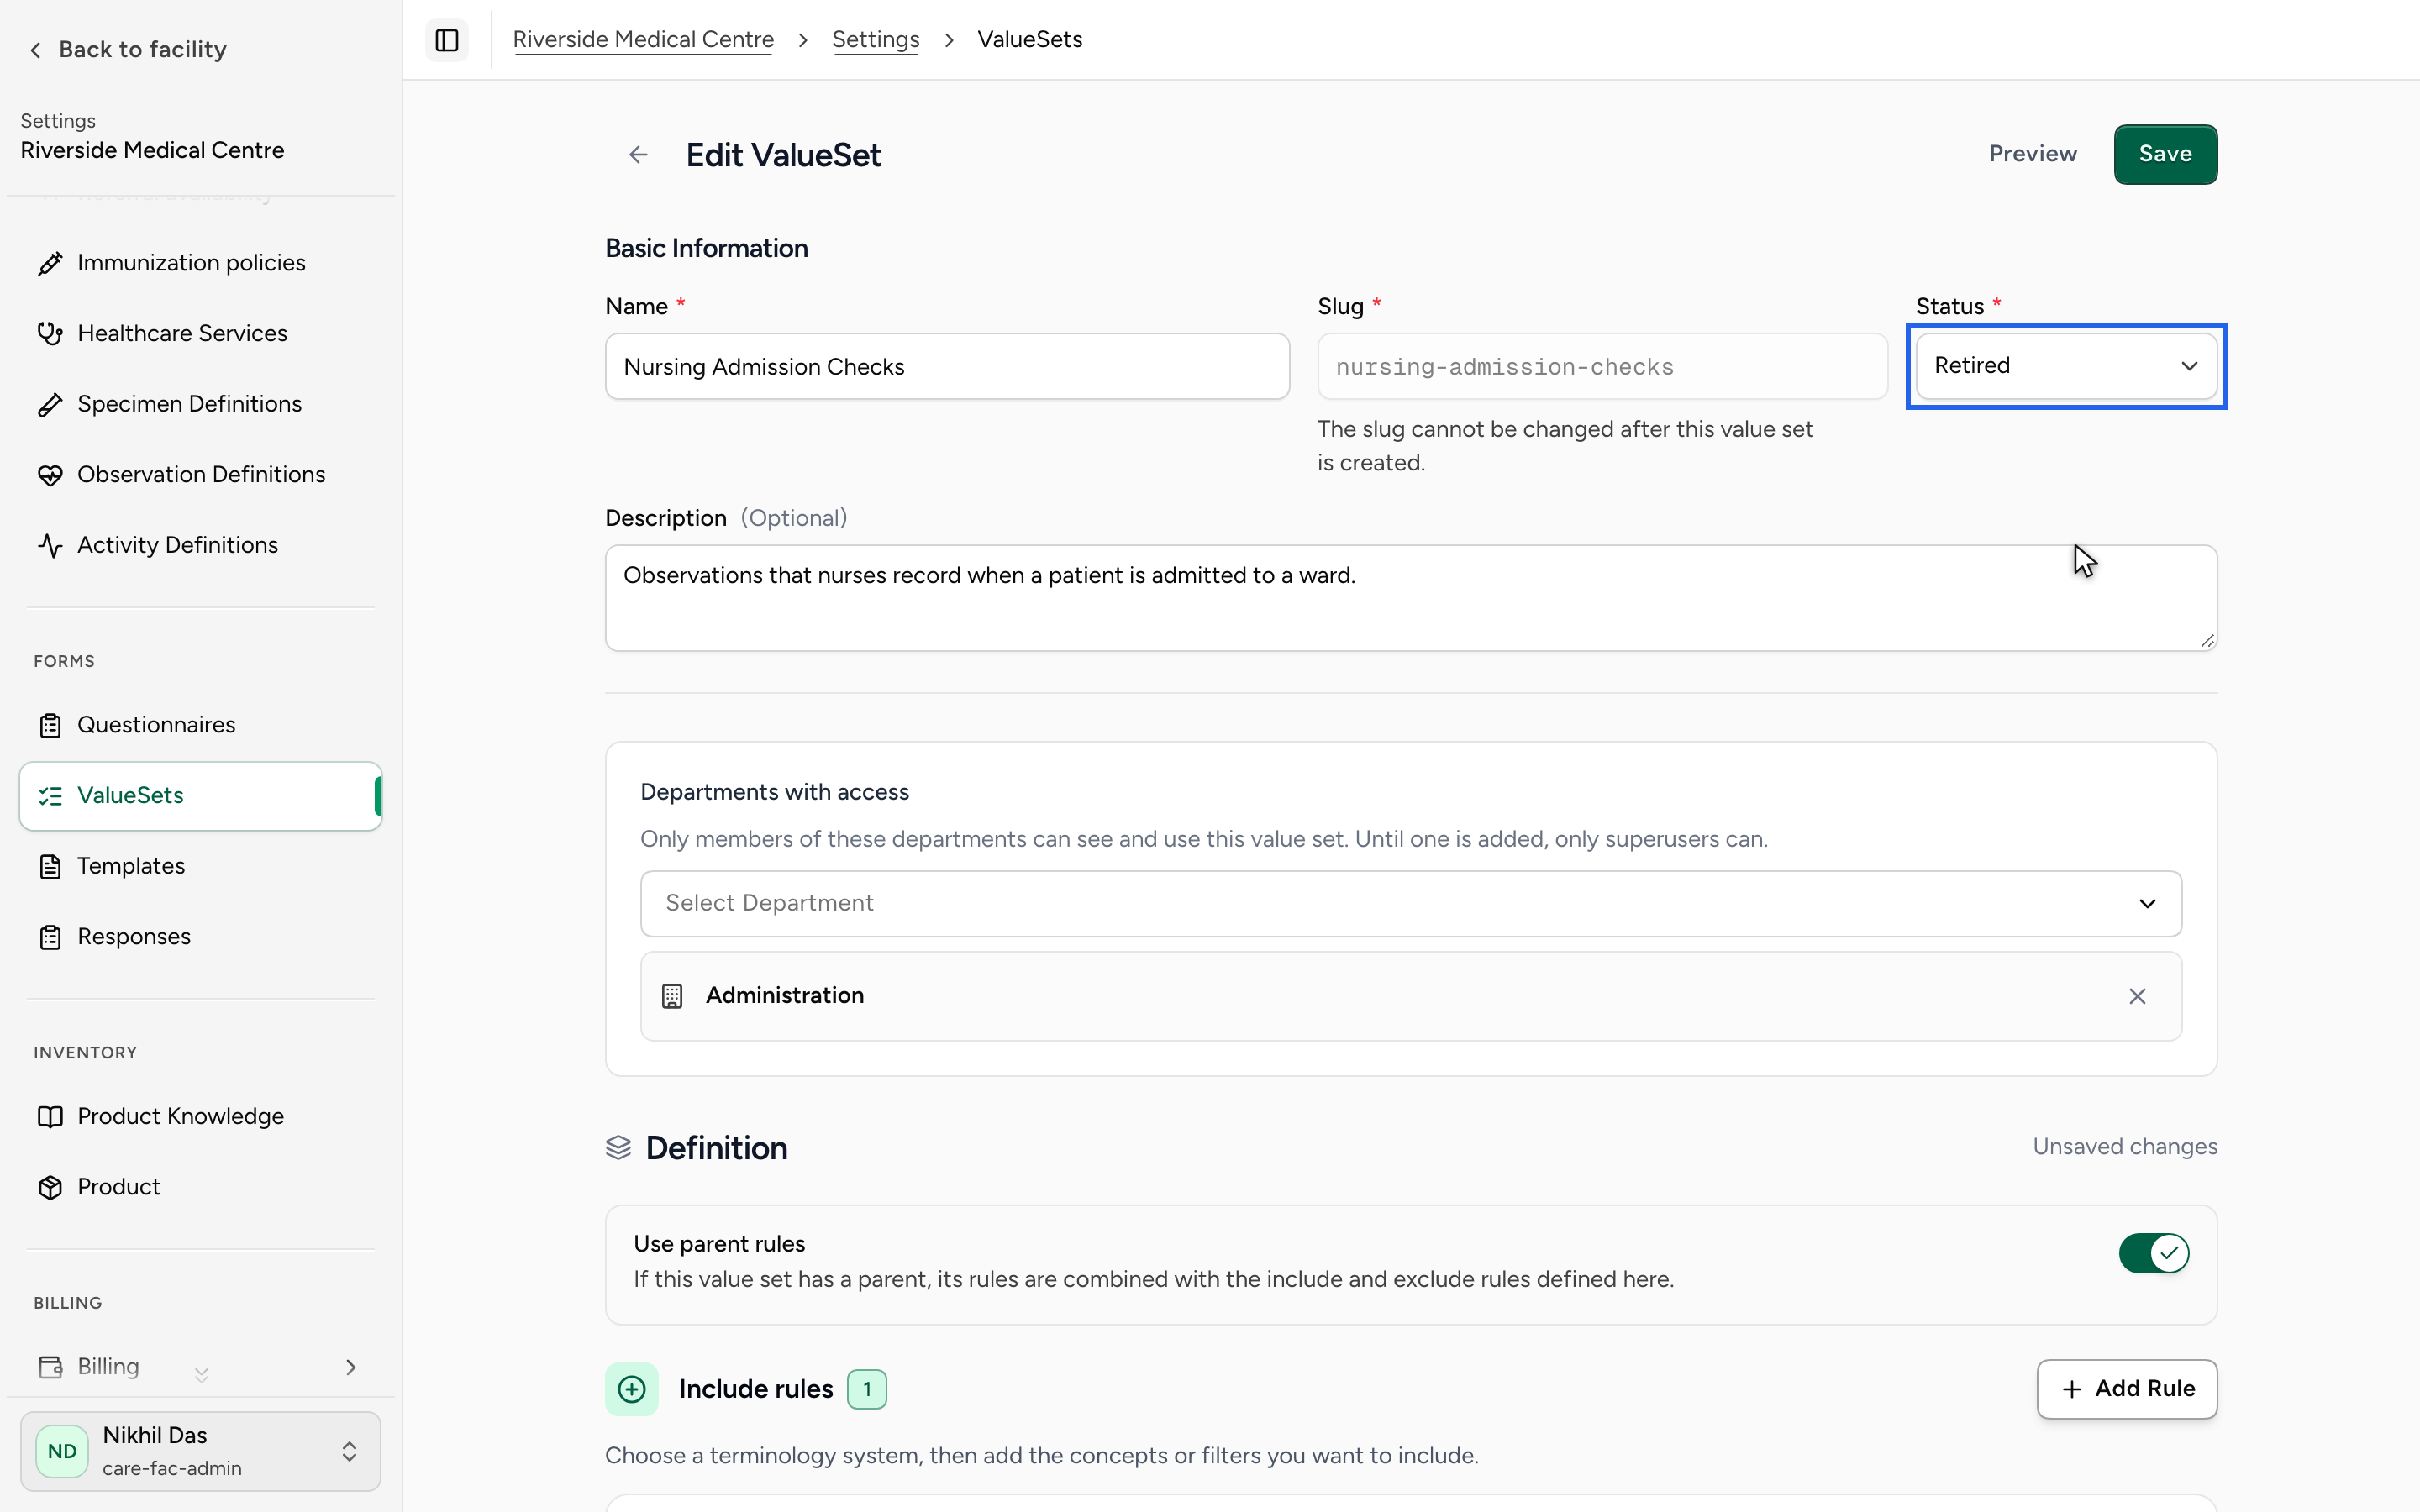 Back to facility
Settings
Riverside Medical Centre
Immunization policies
Healthcare Services
Specimen Definitions
Observation Definitions
Activity Definitions
FORMS
Questionnaires
ValueSets
Templates
Responses
INVENTORY
Product Knowledge
Product
BILLING
Billing
ND
Nikhil Das
care-fac-admin
Riverside Medical Centre > Settings > ValueSets
Edit ValueSet
Preview
Save
Basic Information
Name *
Nursing Admission Checks
Slug *
nursing-admission-checks
The slug cannot be changed after this value set
is created.
Status *
Retired
Description (Optional)
Observations that nurses record when a patient is admitted to a ward.
Departments with access
Only members of these departments can see and use this value set. Until one is added, only superusers can.
Select Department
Administration
Definition
Unsaved changes
Use parent rules
If this value set has a parent, its rules are combined with the include and exclude rules defined here.
Include rules 1
+ Add Rule
Choose a terminology system, then add the concepts or filters you want to include.